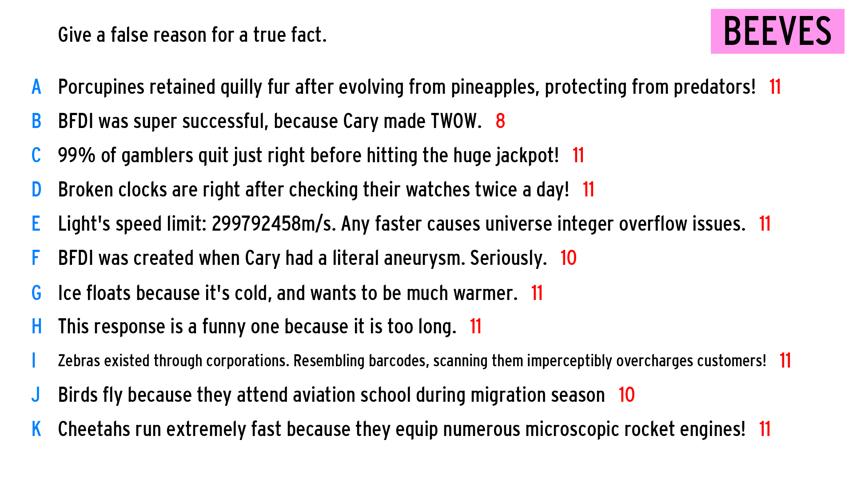 Give a false reason for a true fact.
BEEVES
A Porcupines retained quilly fur after evolving from pineapples, protecting from predators! 11
B BFDI was super successful, because Cary made TWOW. 8
C 99% of gamblers quit just right before hitting the huge jackpot! 11
D Broken clocks are right after checking their watches twice a day! 11
E Light's speed limit: 299792458m/s. Any faster causes universe integer overflow issues. 11
F BFDI was created when Cary had a literal aneurysm. Seriously. 10
G Ice floats because it's cold, and wants to be much warmer. 11
H This response is a funny one because it is too long. 11
I Zebras existed through corporations. Resembling barcodes, scanning them imperceptibly overcharges customers! 11
J Birds fly because they attend aviation school during migration season 10
K Cheetahs run extremely fast because they equip numerous microscopic rocket engines! 11